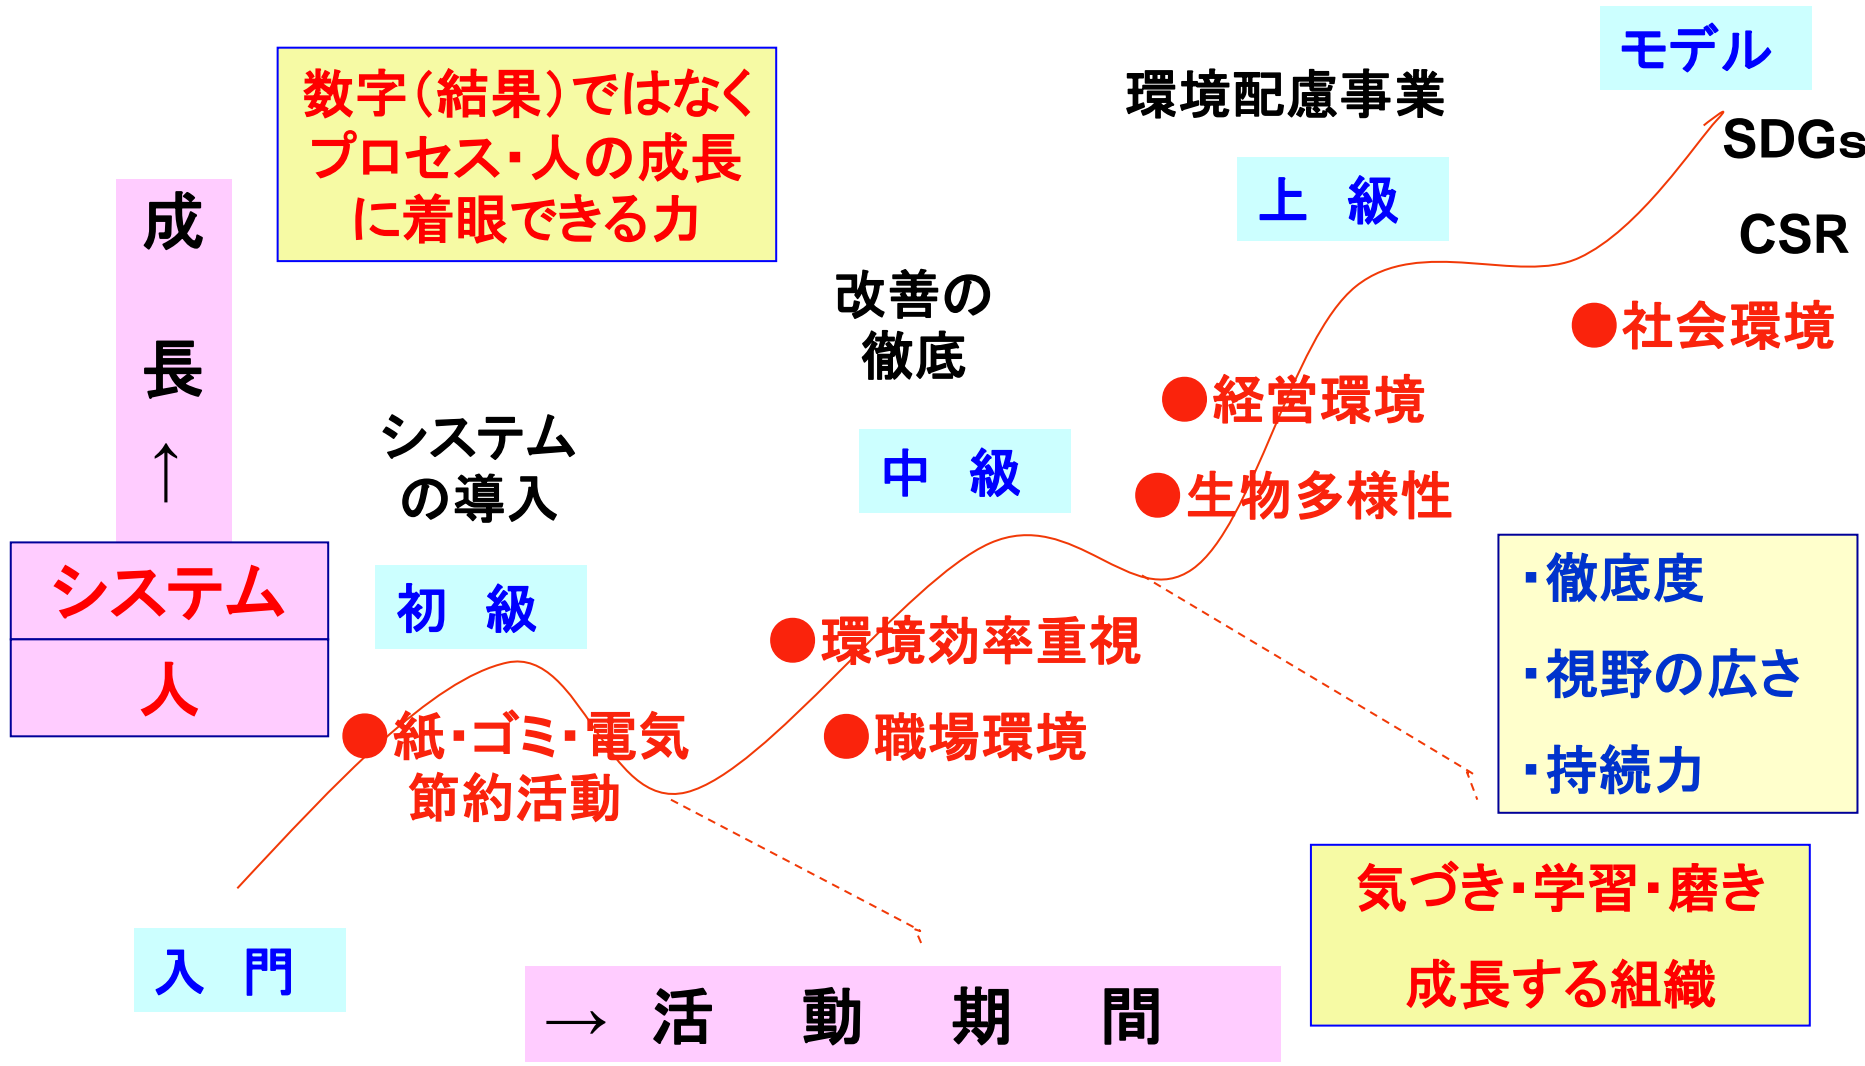 モデル
数字（結果）ではなく
プロセス・人の成長
に着眼できる力
環境配慮事業
SDGs
上　級
CSR
成
長
↑
改善の
徹底
●社会環境
●経営環境
システム
の導入
中　級
●生物多様性
システム
人
初　級
・徹底度
・視野の広さ
・持続力
●環境効率重視
●職場環境
●紙・ゴミ・電気
節約活動
気づき・学習・磨き
成長する組織
入　門
→ 活　動　期　間